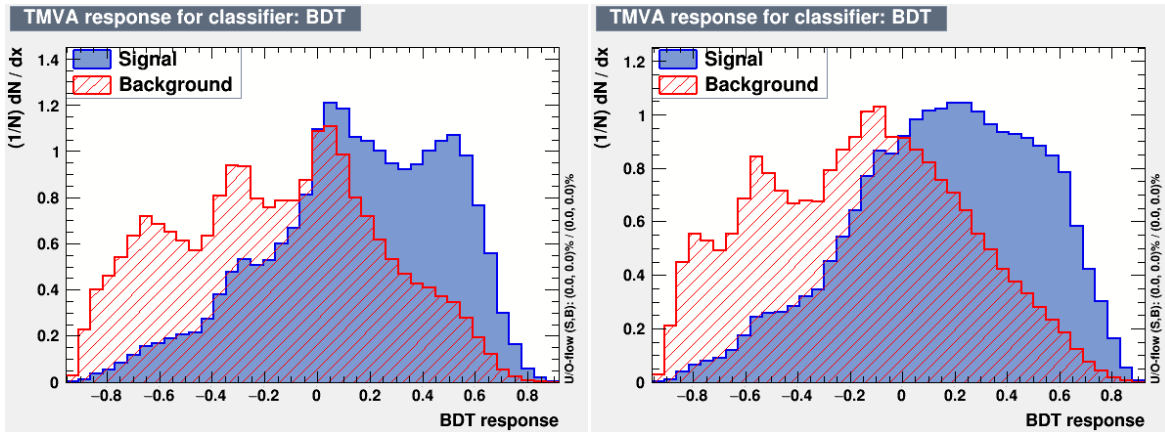 TMVA response for classifier: BDT
(1/N) dN / dx
1.4
1.2
1
0.8
0.6
0.4
0.2
0
Signal
Background
−0.8 −0.6 −0.4 −0.2 0 0.2 0.4 0.6 0.8
BDT response
U/O-flow (S,B): (0.0, 0.0)% / (0.0, 0.0)%
TMVA response for classifier: BDT
(1/N) dN / dx
1.2
1
0.8
0.6
0.4
0.2
0
Signal
Background
−0.8 −0.6 −0.4 −0.2 0 0.2 0.4 0.6 0.8
BDT response
U/O-flow (S,B): (0.0, 0.0)% / (0.0, 0.0)%